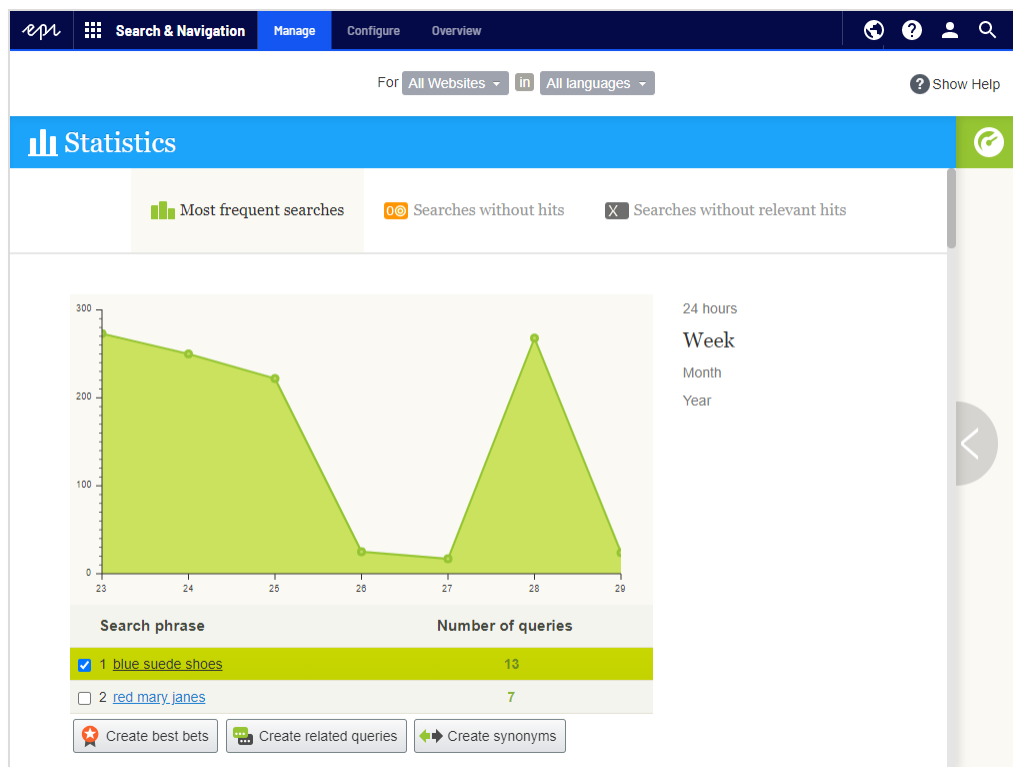 epi Search & Navigation Manage Configure Overview
For All Websites in All languages
Show Help
Statistics
Most frequent searches Searches without hits Searches without relevant hits
300
200
100
0
23 24 25 26 27 28 29
24 hours
Week
Month
Year
Search phrase Number of queries
1 blue suede shoes 13
2 red mary janes 7
Create best bets Create related queries Create synonyms